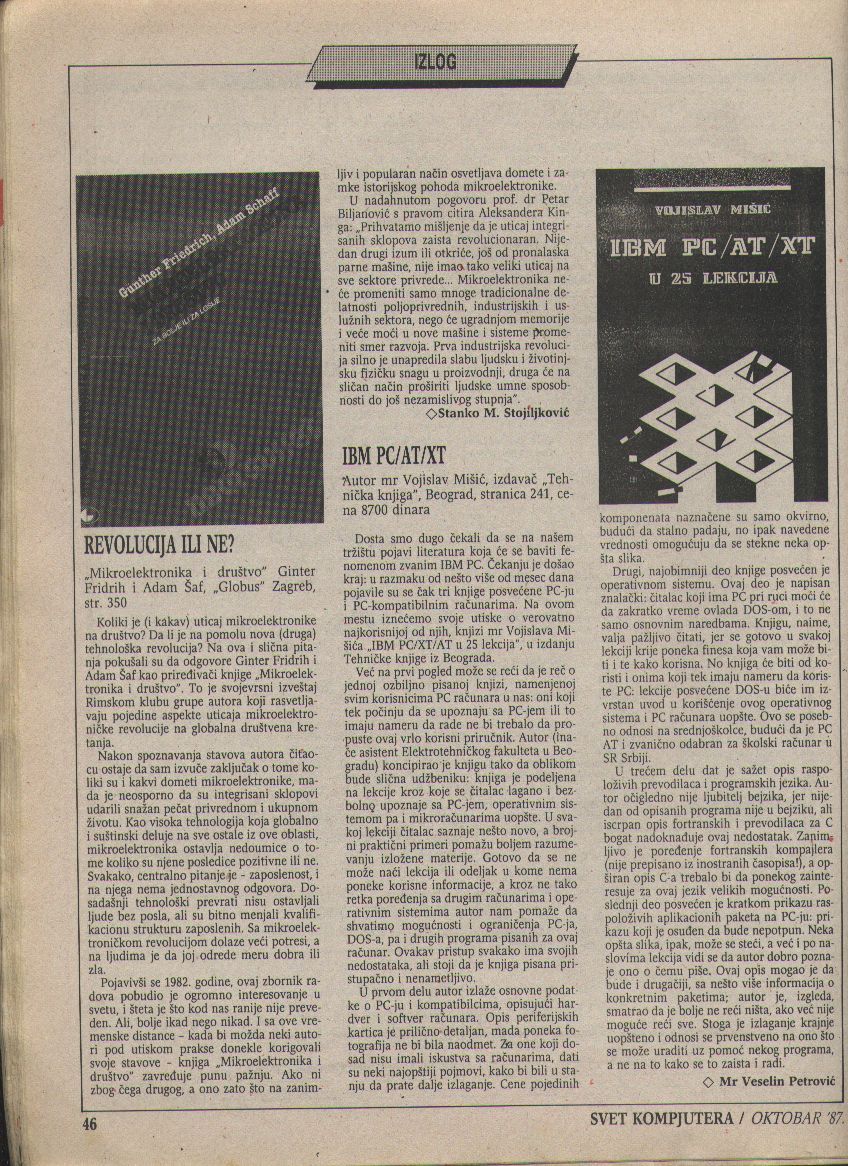 IZLOG
Günther Friedrich, Adam Schaff
ZA BOLJE ILI ZA LOŠIJE
REVOLUCIJA ILI NE?
„Mikroelektronika i društvo” Ginter
Fridrih i Adam Šaf, „Globus” Zagreb,
str. 350
Koliki je (i kakav) uticaj mikroelektronike
na društvo? Da li je na pomolu nova (druga)
tehnološka revolucija? Na ova i slična pita-
nja pokušali su da odgovore Ginter Fridrih i
Adam Šaf kao priređivači knjige „Mikroelek-
tronika i društvo”. To je svojevrsni izveštaj
Rimskom klubu grupe autora koji rasvetlja-
vaju pojedine aspekte uticaja mikroelektro-
ničke revolucije na globalna društvena kre-
tanja.
Nakon spoznavanja stavova autora čitao-
cu ostaje da sam izvuče zaključak o tome ko-
liki su i kakvi dometi mikroelektronike, ma-
da je neosporno da su integrisani sklopovi
udarili snažan pečat privrednom i ukupnom
životu. Kao visoka tehnologija koja globalno
i suštinski deluje na sve ostale iz ove oblasti,
mikroelektronika ostavlja nedoumice o to-
me koliko su njene posledice pozitivne ili ne.
Svakako, centralno pitanje je – zaposlenost, i
na njega nema jednostavnog odgovora. Do-
sadašnji tehnološki prevrati nisu ostavljali
ljude bez posla, ali su bitno menjali kvalifi-
kacionu strukturu zaposlenih. Sa mikroelek-
troničkom revolucijom dolaze veći potresi, a
na ljudima je da joj odrede meru dobra ili
zla.
Pojavivši se 1982. godine, ovaj zbornik ra-
dova pobudio je ogromno interesovanje u
svetu, i šteta je što kod nas ranije nije preve-
den. Ali, bolje ikad nego nikad. I sa ove vre-
menske distance – kada bi možda neki auto-
ri pod utiskom prakse donekle korigovali
svoje stavove – knjiga „Mikroelektronika i
društvo” zavređuje punu pažnju. Ako ni
zbog čega drugog, a ono zato što na zanim-
ljiv i popularan način osvetljava domete i za-
mke istorijskog pohoda mikroelektronike.
U nadahnutom pogovoru prof. dr Petar
Biljanović s pravom citira Aleksandera Kin-
ga: „Prihvatamo mišljenje da je uticaj integri-
sanih sklopova zaista revolucionaran. Nije-
dan drugi izum ili otkriće, još od pronalaska
parne mašine, nije imao tako veliki uticaj na
sve sektore privrede... Mikroelektronika ne-
će promeniti samo mnoge tradicionalne de-
latnosti poljoprivrednih, industrijskih i us-
lužnih sektora, nego će ugradnjom memorije
i veće moći u nove mašine i sisteme prome-
niti smer razvoja. Prva industrijska revoluci-
ja silno je unapredila slabu ljudsku i životinj-
sku fizičku snagu u proizvodnji, druga će na
sličan način proširiti ljudske umne sposob-
nosti do još nezamislivog stupnja”.
◇Stanko M. Stojiljković
IBM PC/AT/XT
Autor mr Vojislav Mišić, izdavač „Teh-
nička knjiga”, Beograd, stranica 241, ce-
na 8700 dinara
Dosta smo dugo čekali da se na našem
tržištu pojavi literatura koja će se baviti fe-
nomenom zvanim IBM PC. Čekanju je došao
kraj: u razmaku od nešto više od mesec dana
pojavile su se čak tri knjige posvećene PC-ju
i PC-kompatibilnim računarima. Na ovom
mestu iznećemo svoje utiske o verovatno
najkorisnijoj od njih, knjizi mr Vojislava Mi-
šića „IBM PC/XT/AT u 25 lekcija”, u izdanju
Tehničke knjige iz Beograda.
Već na prvi pogled može se reći da je reč o
jednoj ozbiljno pisanoj knjizi, namenjenoj
svim korisnicima PC računara u nas: oni koji
tek počinju da se upoznaju sa PC-jem ili to
imaju nameru da rade ne bi trebalo da pro-
puste ovaj vrlo korisni priručnik. Autor (ina-
če asistent Elektrotehničkog fakulteta u Beo-
gradu) koncipirao je knjigu tako da oblikom
bude slična udžbeniku: knjiga je podeljena
na lekcije kroz koje se čitalac lagano i bez-
bolno upoznaje sa PC-jem, operativnim sis-
temom pa i mikroračunarima uopšte. U sva-
koj lekciji čitalac saznaje nešto novo, a broj-
ni praktični primeri pomažu boljem razume-
vanju izložene materije. Gotovo da se ne
može naći lekcija ili odeljak u kome nema
poneke korisne informacije, a kroz ne tako
retka poređenja sa drugim računarima i ope-
rativnim sistemima autor nam pomaže da
shvatimo mogućnosti i ograničenja PC-ja,
DOS-a, pa i drugih programa pisanih za ovaj
računar. Ovakav pristup svakako ima svojih
nedostataka, ali stoji da je knjiga pisana pri-
stupačno i nenametljivo.
U prvom delu autor izlaže osnovne podat-
ke o PC-ju i kompatibilcima, opisujući har-
dver i softver računara. Opis periferijskih
kartica je prilično detaljan, mada poneka fo-
tografija ne bi bila naodmet. Za one koji do-
sad nisu imali iskustva sa računarima, dati
su neki najopštiji pojmovi, kako bi bili u sta-
nju da prate dalje izlaganje. Cene pojedinih
VOJISLAV MIŠIĆ
IBM PC/AT/XT
U 25 LEKCIJA
komponenata naznačene su samo okvirno,
budući da stalno padaju, no ipak navedene
vrednosti omogućuju da se stekne neka op-
šta slika.
Drugi, najobimniji deo knjige posvećen je
operativnom sistemu. Ovaj deo je napisan
znalački: čitalac koji ima PC pri ruci moći će
da zakratko vreme ovlada DOS-om, i to ne
samo osnovnim naredbama. Knjigu, naime,
valja pažljivo čitati, jer se gotovo u svakoj
lekciji krije poneka finesa koja vam može bi-
ti i te kako korisna. No knjiga će biti od ko-
risti i onima koji tek imaju nameru da koris-
te PC: lekcije posvećene DOS-u biće im iz-
vrstan uvod u korišćenje ovog operativnog
sistema i PC računara uopšte. Ovo se poseb-
no odnosi na srednjoškolce, budući da je PC
AT i zvanično odabran za školski računar u
SR Srbiji.
U trećem delu dat je sažet opis raspo-
loživih prevodilaca i programskih jezika. Au-
tor očigledno nije ljubitelj bejzika, jer nije-
dan od opisanih programa nije u bejziku, ali
iscrpan opis fortranskih i prevodilaca za C
bogat nadoknađuje ovaj nedostatak. Zanim-
ljivo je poređenje fortranskih kompajlera
(nije prepisano iz inostranih časopisa!), a op-
širan opis C-a trebalo bi da ponekog zainte-
resuje za ovaj jezik velikih mogućnosti. Po-
slednji deo posvećen je kratkom prikazu ras-
položivih aplikacionih paketa na PC-ju: pri-
kazu koji je osuđen da bude nepotpun. Neka
opšta slika, ipak, može se steći, a već i po na-
slovima lekcija vidi se da autor dobro pozna-
je ono o čemu piše. Ovaj opis mogao je da
bude i drugačiji, sa nešto više informacija o
konkretnim paketima; autor je, izgleda,
smatrao da je bolje ne reći ništa, ako već nije
moguće reći sve. Stoga je izlaganje krajnje
uopšteno i odnosi se prvenstveno na ono što
se može uraditi uz pomoć nekog programa,
a ne na to kako se to zaista i radi.
◇ Mr Veselin Petrović
46
SVET KOMPJUTERA / OKTOBAR '87.